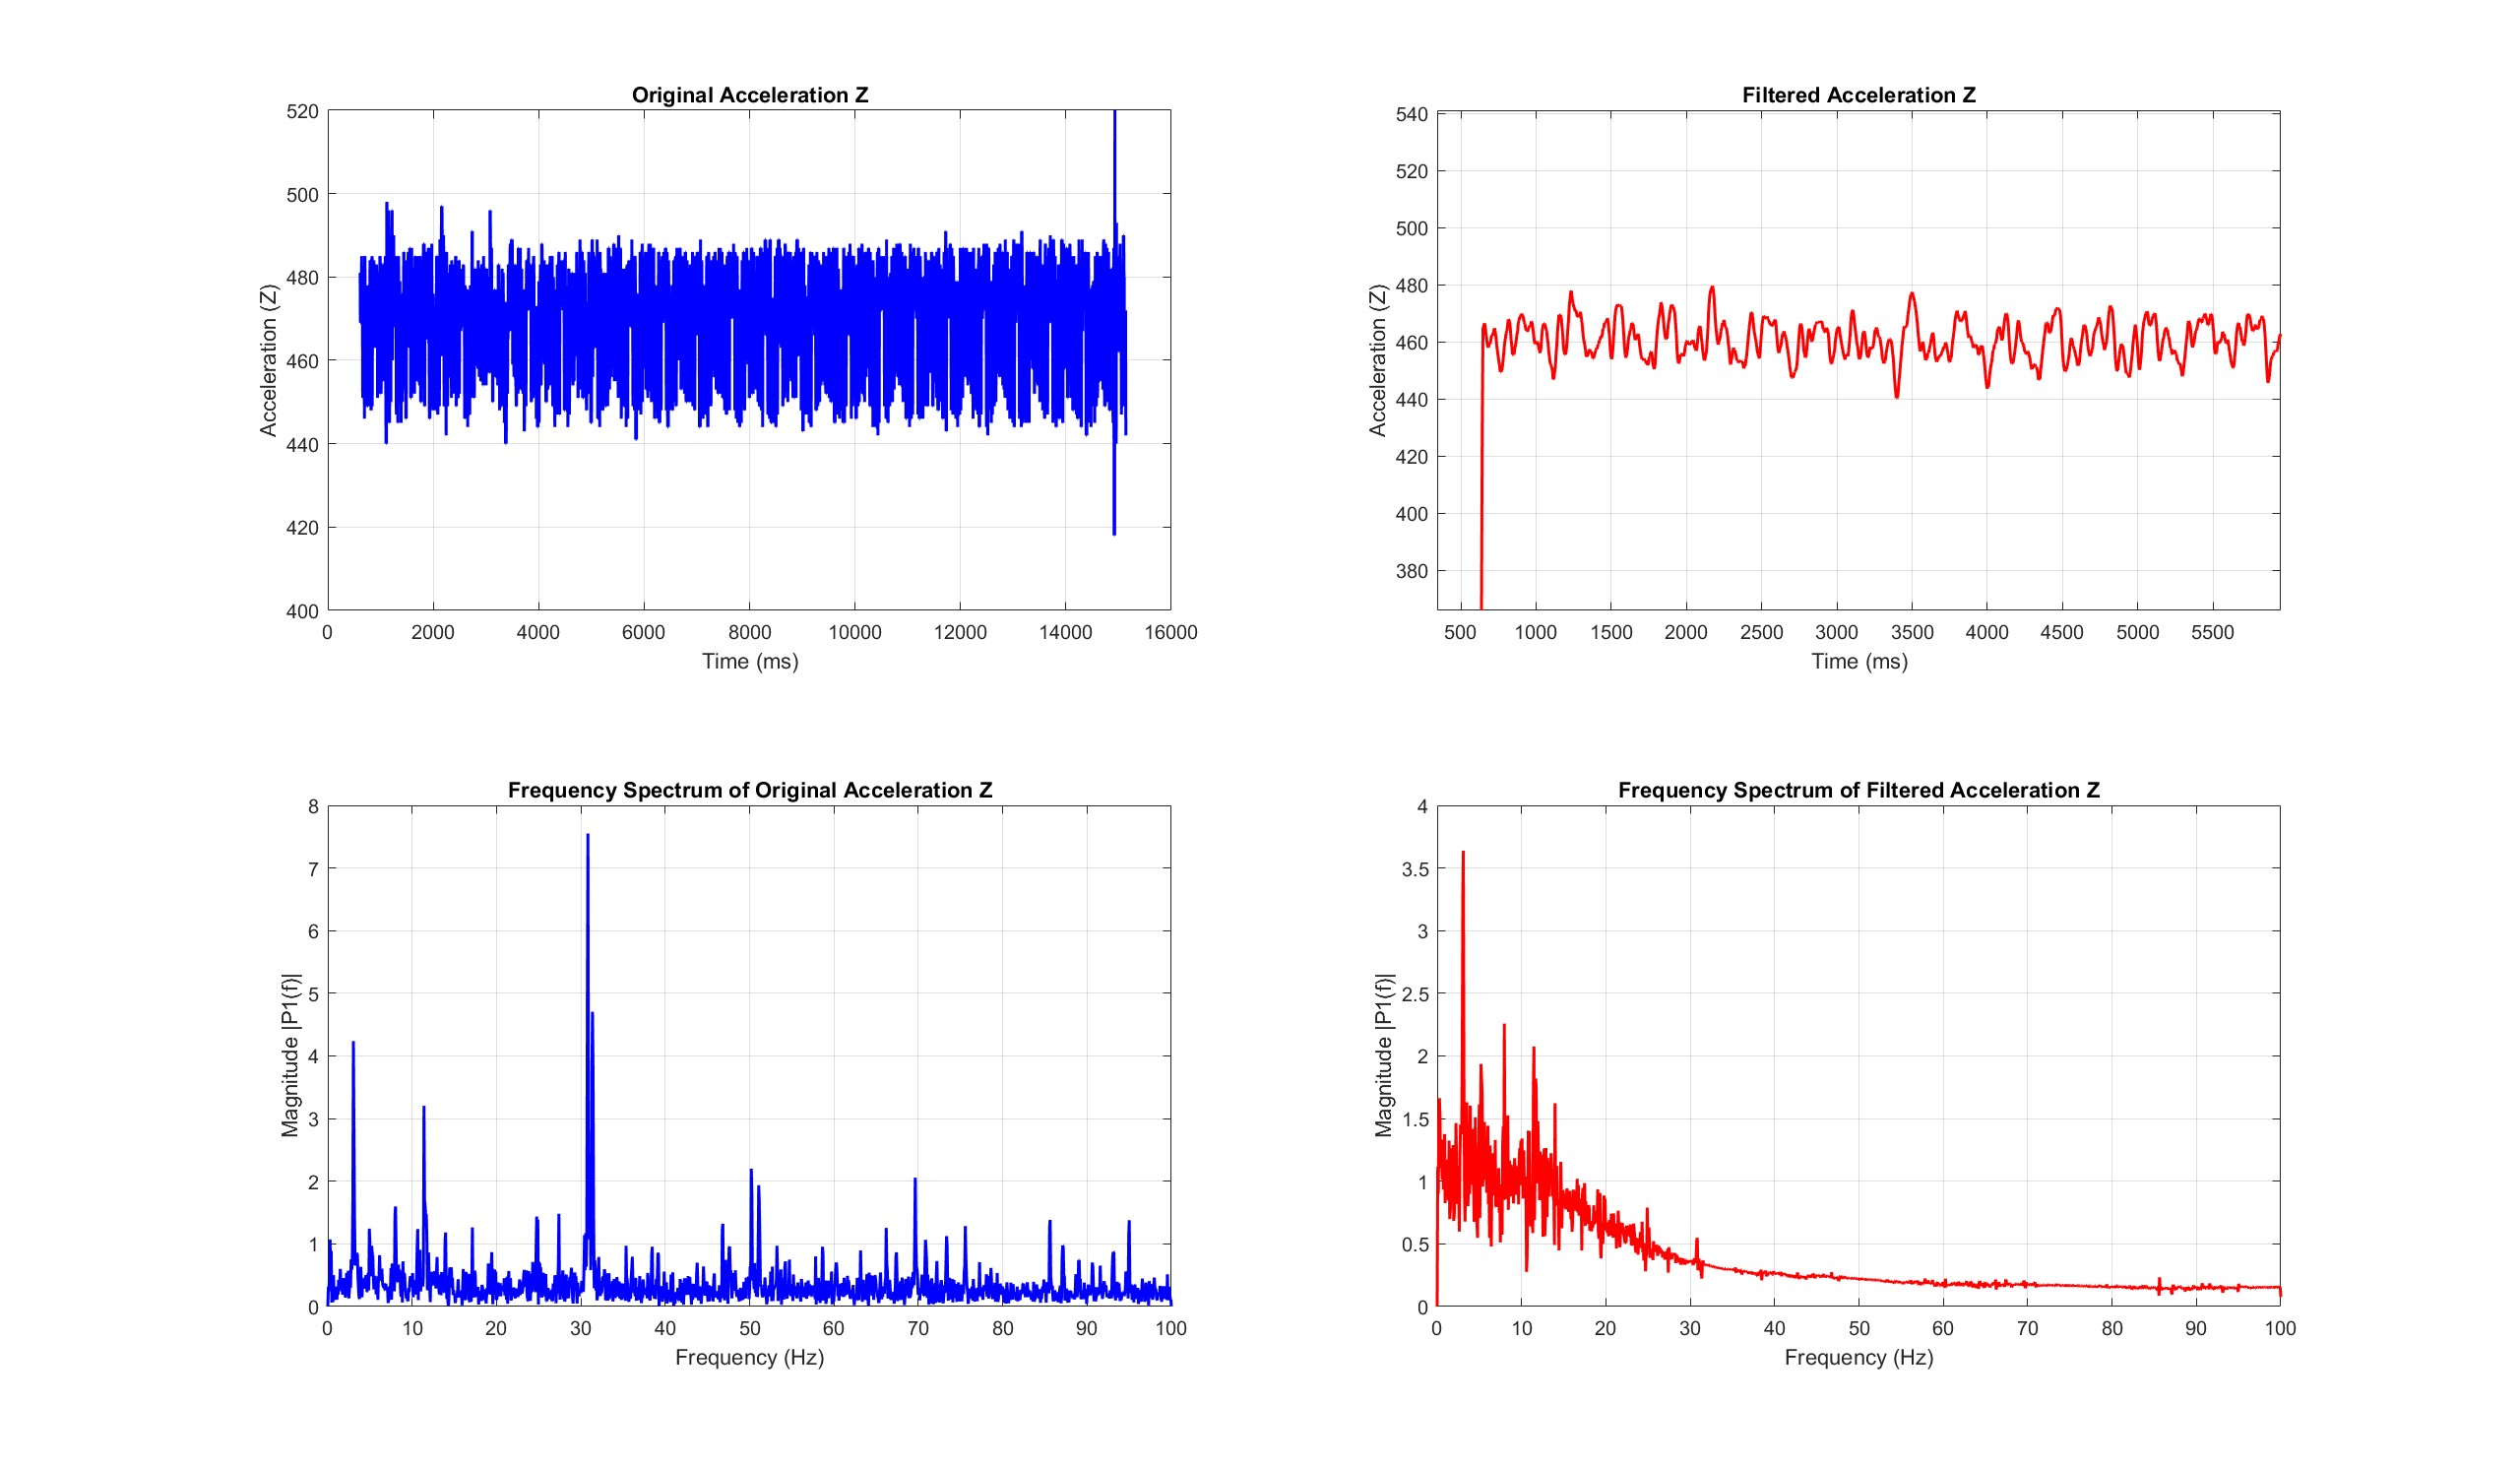 Original Acceleration Z
520
500
480
460
440
420
400
Acceleration (Z)
0 2000 4000 6000 8000 10000 12000 14000 16000
Time (ms)
Filtered Acceleration Z
540
520
500
480
460
440
420
400
380
Acceleration (Z)
500 1000 1500 2000 2500 3000 3500 4000 4500 5000 5500
Time (ms)
Frequency Spectrum of Original Acceleration Z
8
7
6
5
4
3
2
1
0
Magnitude |P1(f)|
0 10 20 30 40 50 60 70 80 90 100
Frequency (Hz)
Frequency Spectrum of Filtered Acceleration Z
4
3.5
3
2.5
2
1.5
1
0.5
0
Magnitude |P1(f)|
0 10 20 30 40 50 60 70 80 90 100
Frequency (Hz)